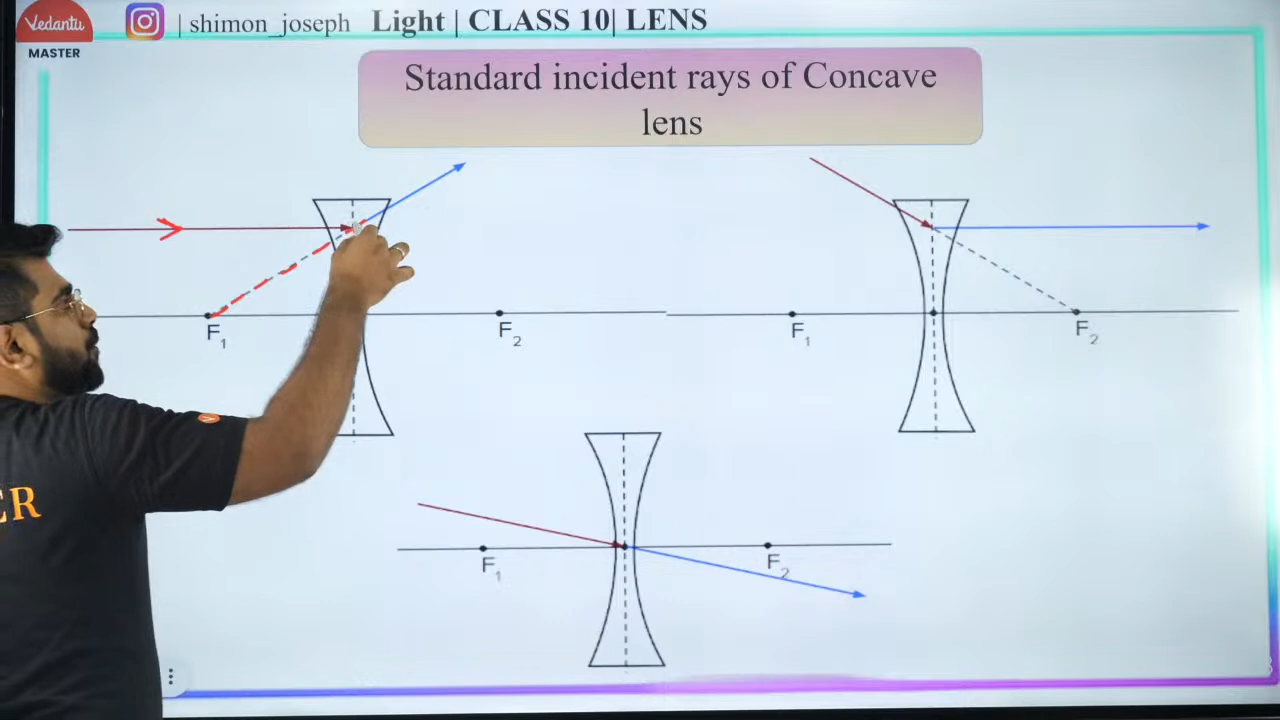 Vedantu
MASTER
| shimon_joseph Light | CLASS 10| LENS
Standard incident rays of Concave
lens
F1
F2
F1
F2
F1
F2
ER